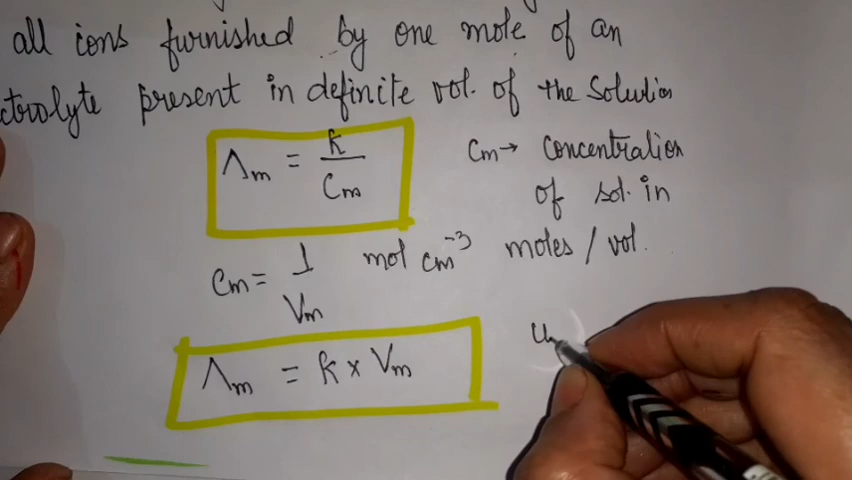 all ions furnished by one mole of an
ctrolyte present in definite vol. of the Solution
Λm = k / Cm
Cm → concentration
of sol. in
moles / vol.
Cm = 1 / Vm mol cm⁻³
Λm = k × Vm